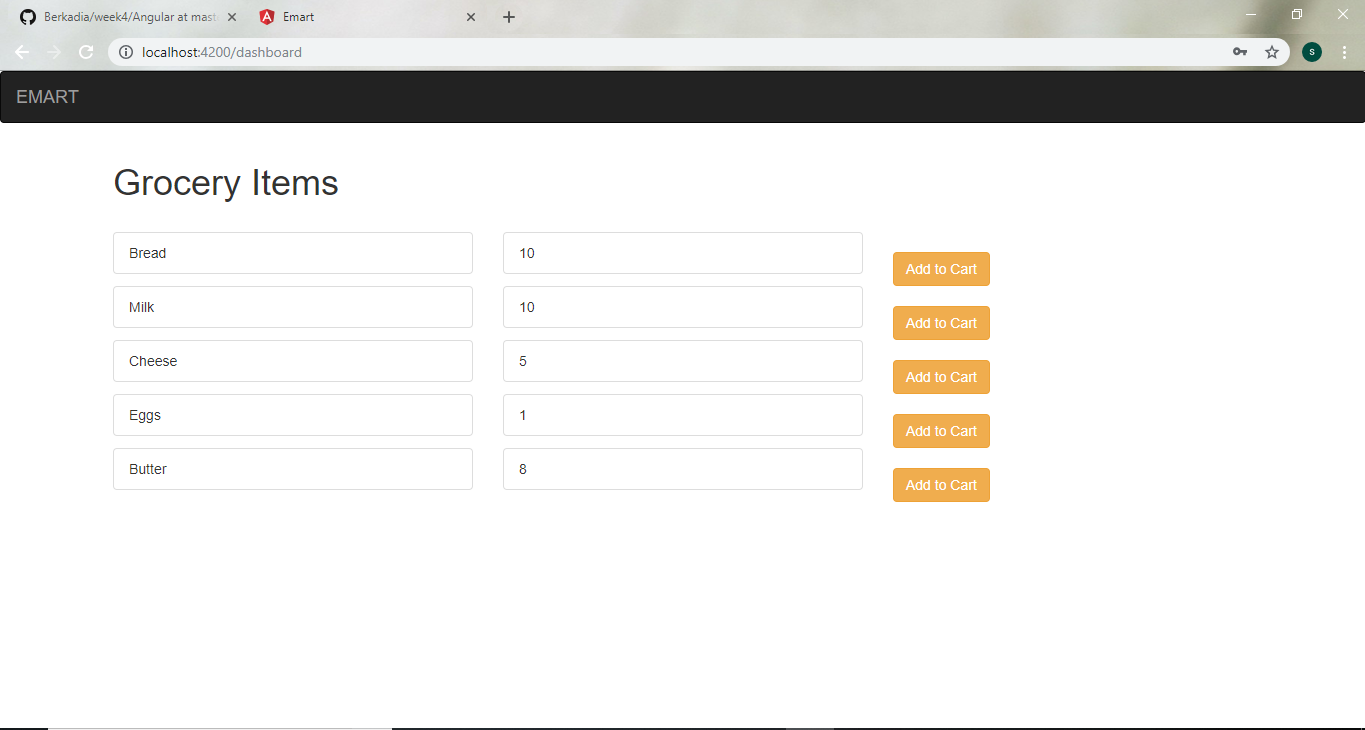 Berkadia/week4/Angular at mast
Emart
localhost:4200/dashboard
s
EMART
Grocery Items
Bread 10 Add to Cart
Milk 10 Add to Cart
Cheese 5 Add to Cart
Eggs 1 Add to Cart
Butter 8 Add to Cart